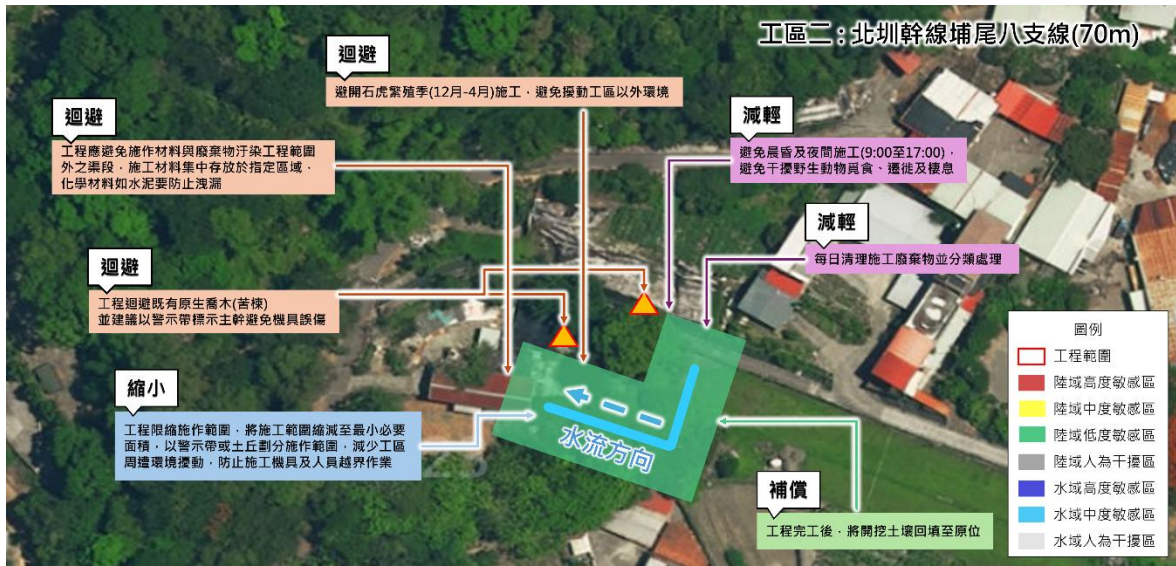 工區二:北圳幹線埔尾八支線(70m)
迴避
避開石虎繁殖季(12月-4月)施工，避免擾動工區以外環境
迴避
工程應避免施作材料與廢棄物汙染工程範圍
外之渠段，施工材料集中存放於指定區域，
化學材料如水泥要防止洩漏
減輕
避免晨昏及夜間施工(9:00至17:00)，
避免干擾野生動物覓食、遷徙及棲息
減輕
每日清理施工廢棄物並分類處理
迴避
工程迴避既有原生喬木(苦楝)
並建議以警示帶標示主幹避免機具誤傷
縮小
工程限縮施作範圍，將施工範圍縮減至最小必要
面積，以警示帶或土丘劃分施作範圍，減少工區
周遭環境擾動，防止施工機具及人員越界作業
水流方向
補償
工程完工後，將開挖土壤回填至原位
圖例
工程範圍
陸域高度敏感區
陸域中度敏感區
陸域低度敏感區
陸域人為干擾區
水域高度敏感區
水域中度敏感區
水域人為干擾區